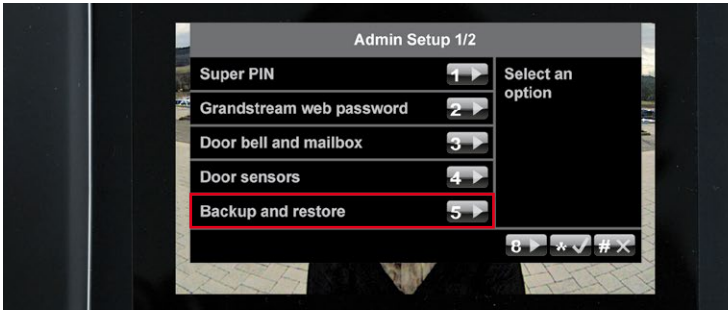 Admin Setup 1/2
Super PIN 1
Grandstream web password 2
Door bell and mailbox 3
Door sensors 4
Backup and restore 5
Select an
option
8 * #